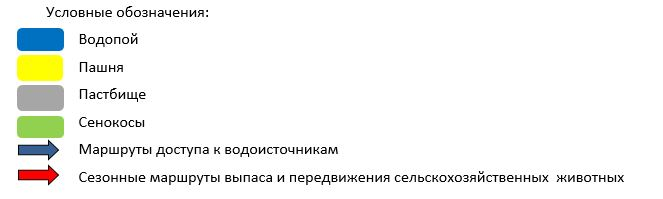 Условные обозначения:
Водопой
Пашня
Пастбище
Сенокосы
Маршруты доступа к водоисточникам
Сезонные маршруты выпаса и передвижения сельскохозяйственных животных